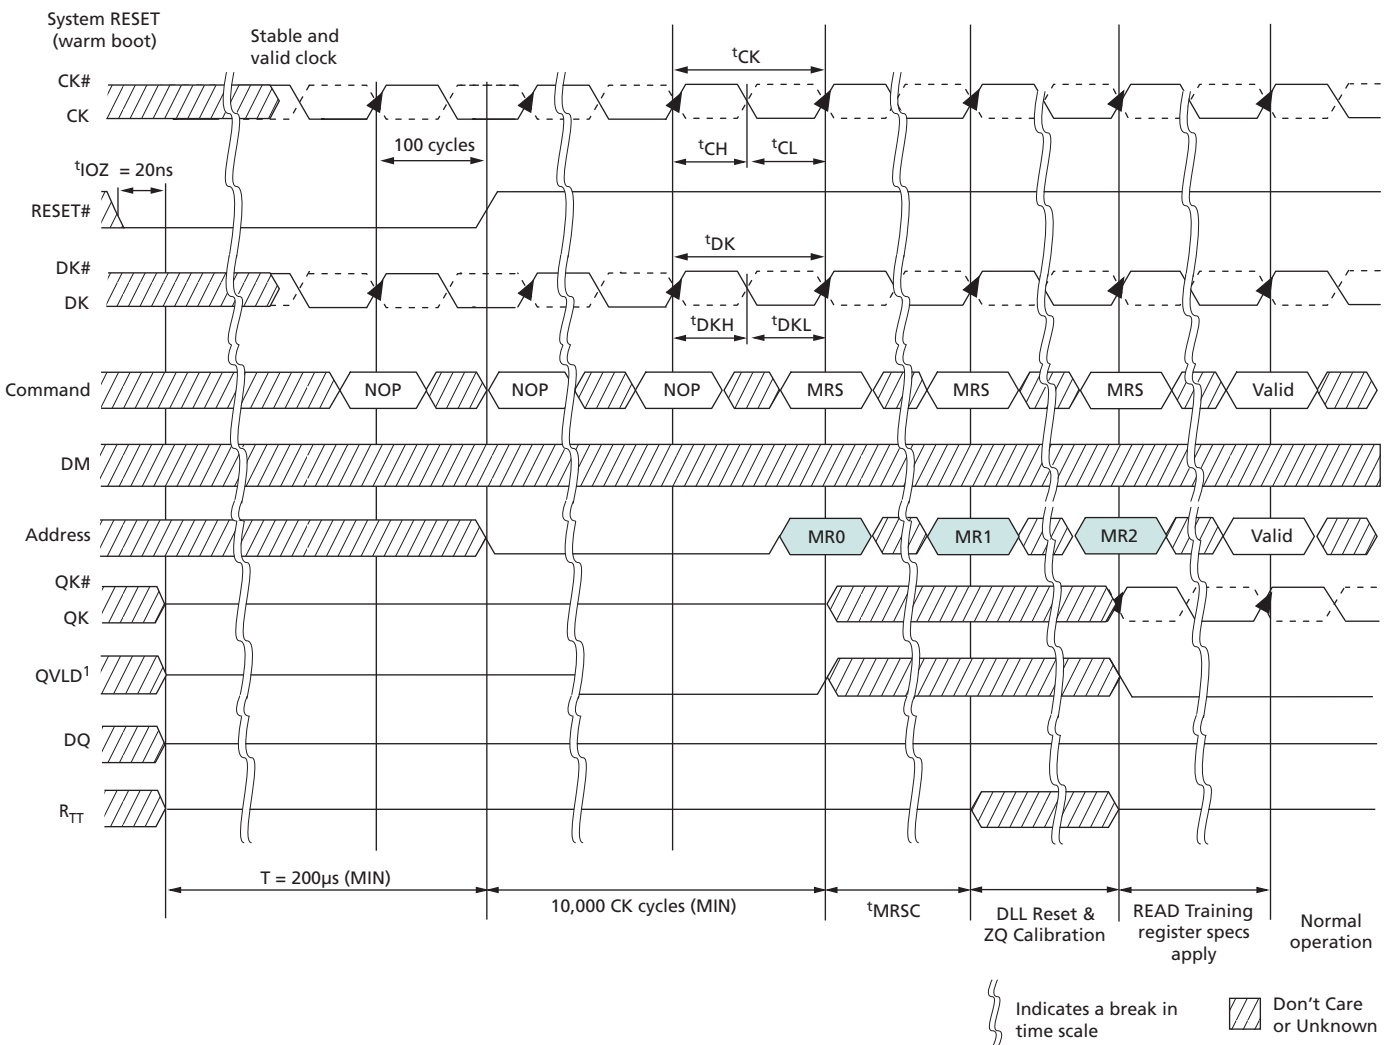 System RESET
(warm boot)
Stable and
valid clock
CK#
CK
tCK
100 cycles
tCH
tCL
tIOZ = 20ns
RESET#
tDK
DK#
DK
tDKH
tDKL
Command
NOP
NOP
NOP
MRS
MRS
MRS
Valid
DM
Address
MR0
MR1
MR2
Valid
QK#
QK
QVLD1
DQ
RTT
T = 200µs (MIN)
10,000 CK cycles (MIN)
tMRSC
DLL Reset &
ZQ Calibration
READ Training
register specs
apply
Normal
operation
Indicates a break in
time scale
Don't Care
or Unknown